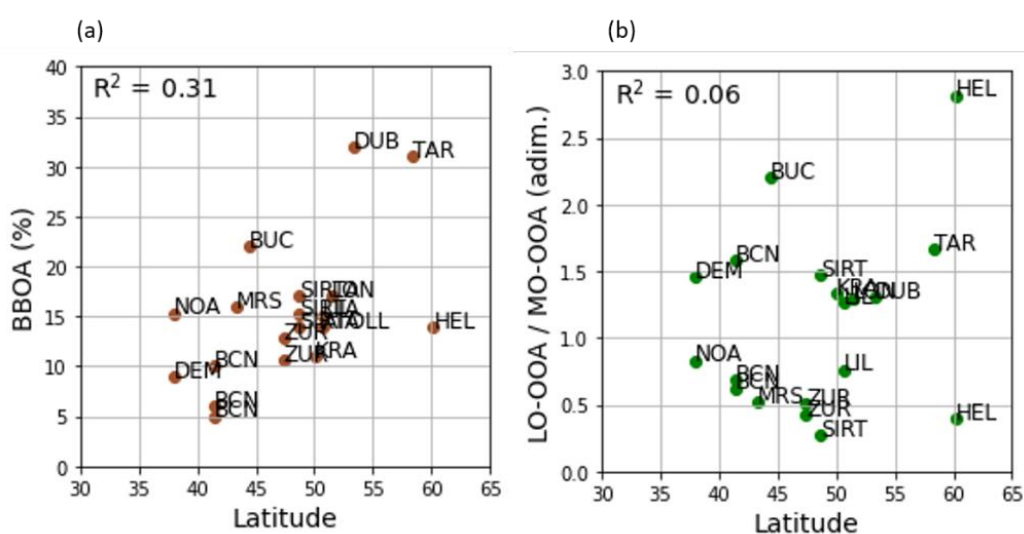 (a)
(b)
R² = 0.31
40
35
30
25
20
15
10
5
0
BBOA (%)
DUB
TAR
BUC
NOA
MRS
SIRT
LON
SIRT
ZUR
HEL
BCN
ZUR
KRA
DEM
BCN
BCN
30 35 40 45 50 55 60 65
Latitude
R² = 0.06
3.0
2.5
2.0
1.5
1.0
0.5
0.0
LO-OOA / MO-OOA (adim.)
HEL
BUC
TAR
BCN
SIRT
DEM
KRA
DUB
NOA
LIL
BCN
BCN
MRS
ZUR
ZUR
HEL
SIRT
30 35 40 45 50 55 60 65
Latitude